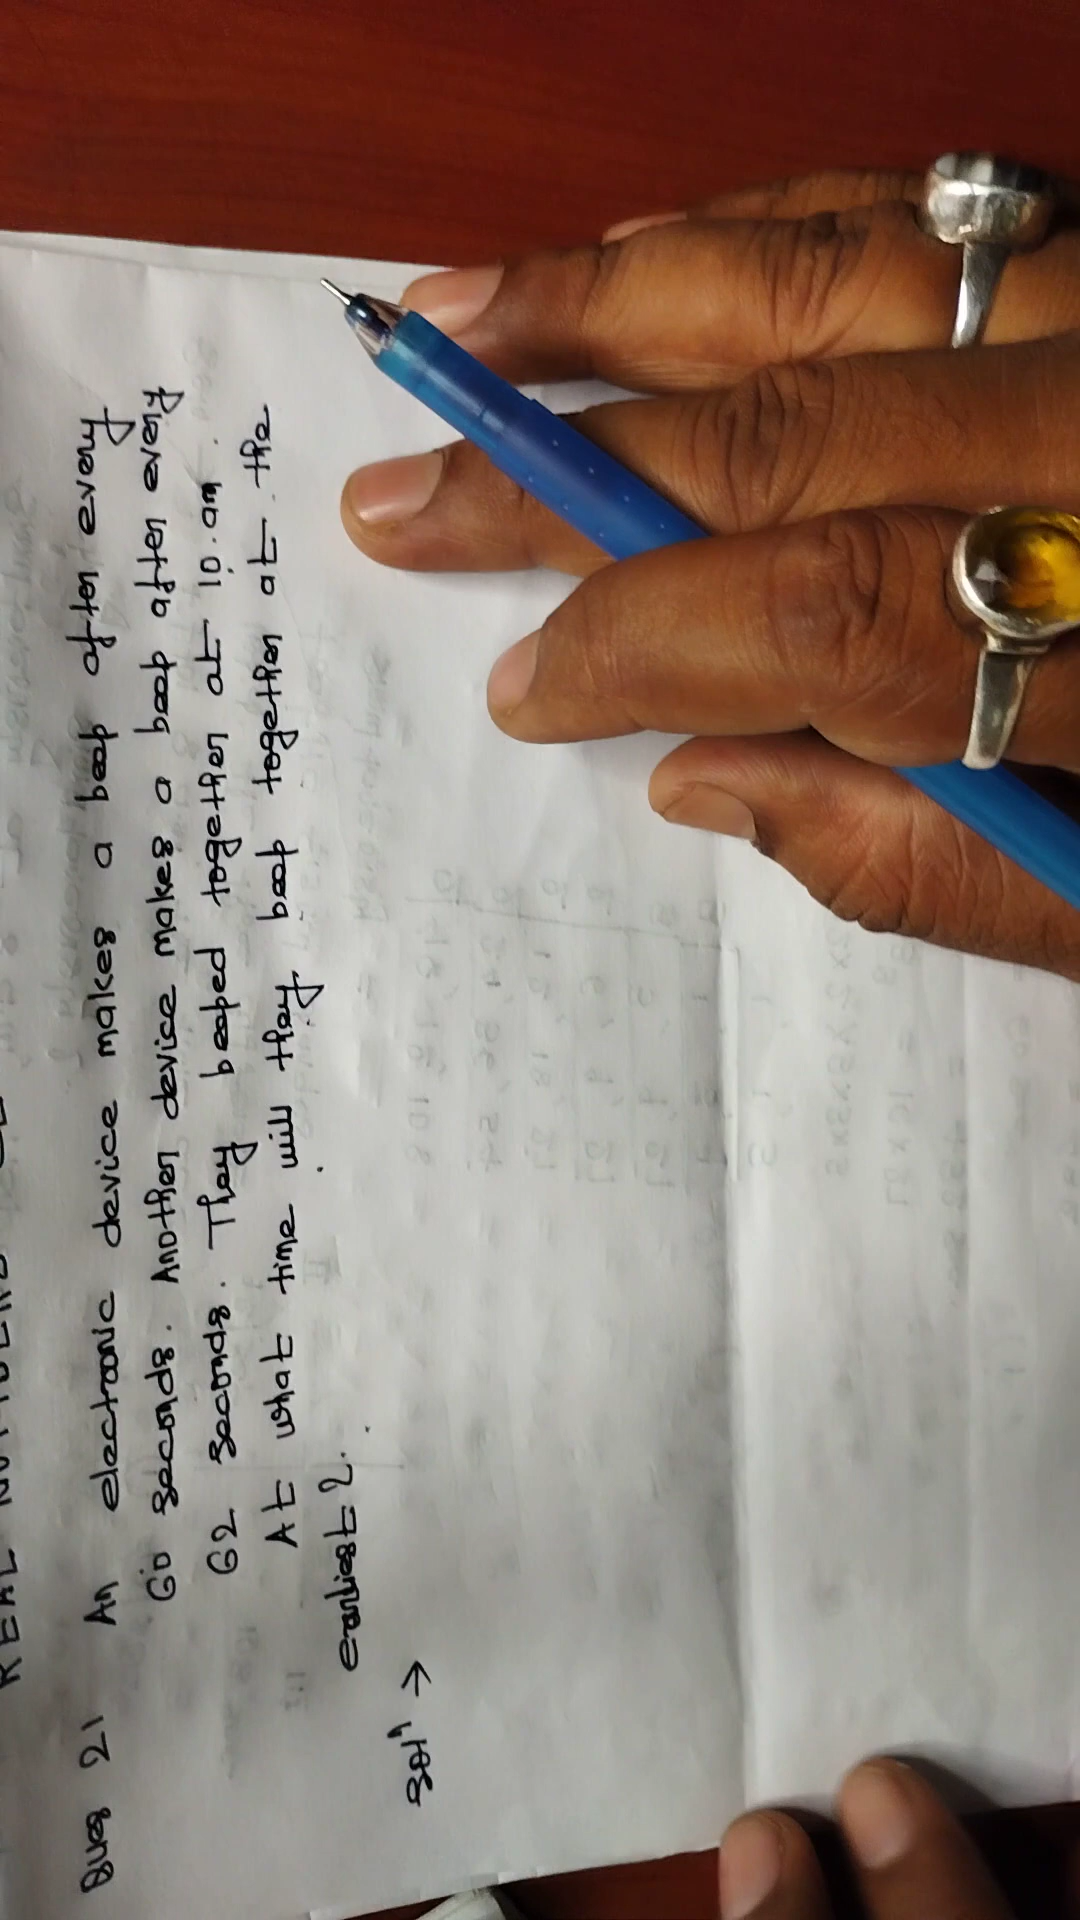 Ques 21 An electronic device makes a beep after every
60 seconds. Another device makes a beep after every
62 seconds. They beeped together at 10.am.
At what time will they beep together at the
earliest?
Solⁿ →